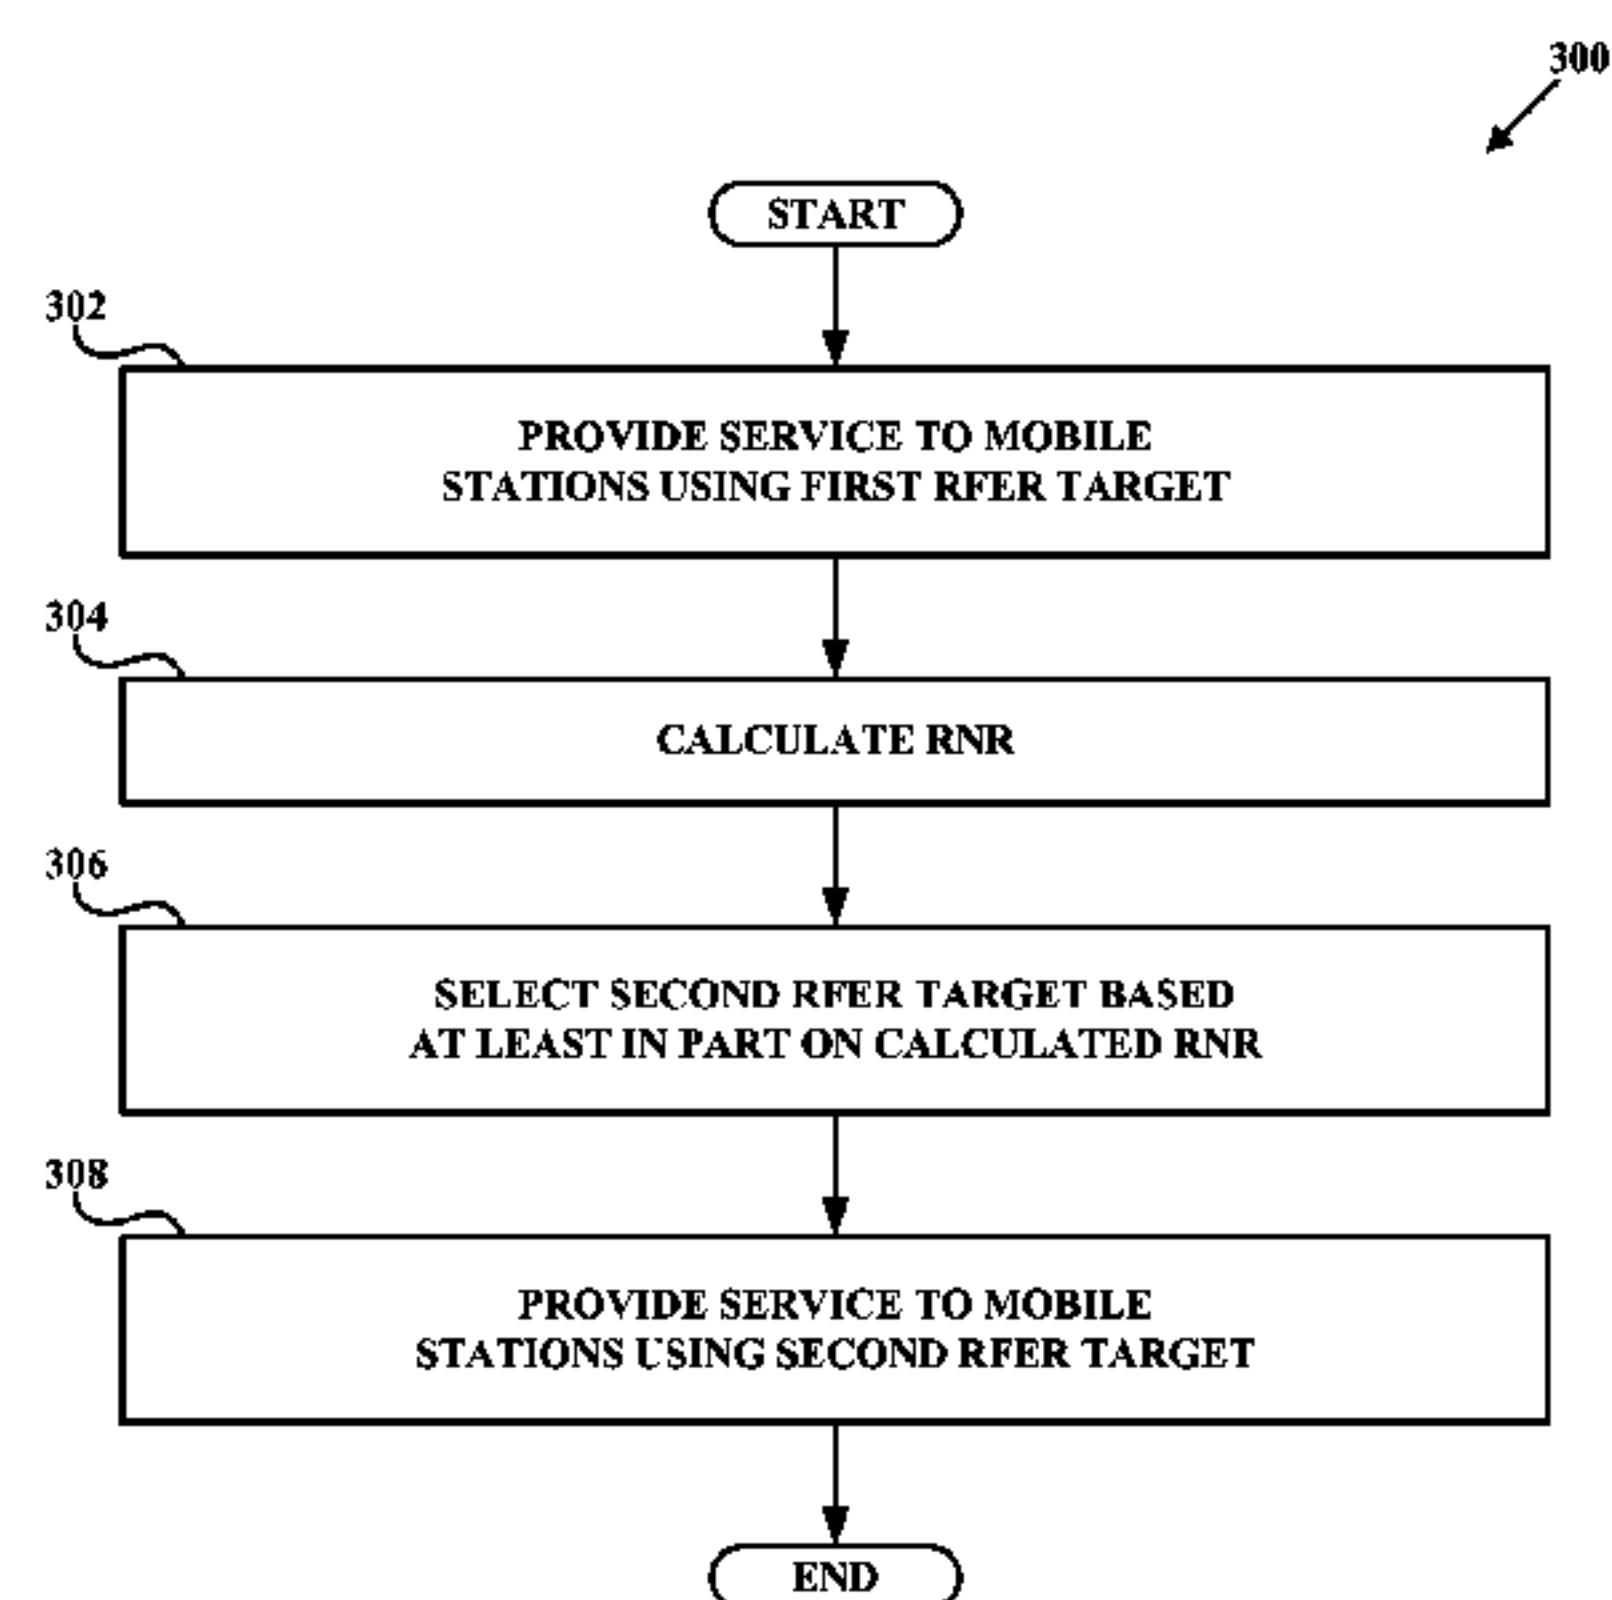 300
START
302
PROVIDE SERVICE TO MOBILE
STATIONS USING FIRST RFER TARGET
304
CALCULATE RNR
306
SELECT SECOND RFER TARGET BASED
AT LEAST IN PART ON CALCULATED RNR
308
PROVIDE SERVICE TO MOBILE
STATIONS USING SECOND RFER TARGET
END